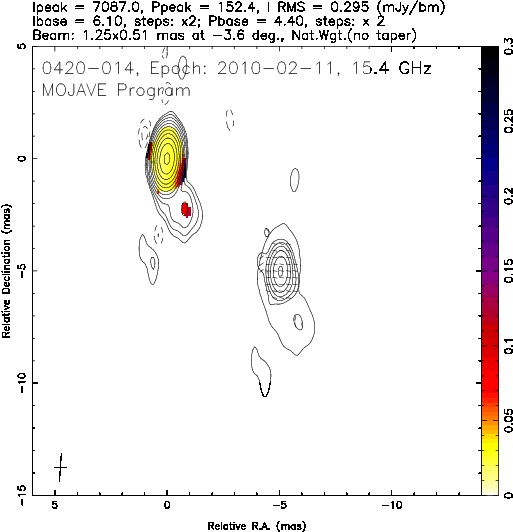 Ipeak = 7087.0, Ppeak = 152.4, I RMS = 0.295 (mJy/bm)
Ibase = 6.10, steps: x2; Pbase = 4.40, steps: x 2
Beam: 1.25x0.51 mas at −3.6 deg., Nat.Wgt.(no taper)
0420−014, Epoch: 2010−02−11, 15.4 GHz
MOJAVE Program
5
0
−5
−10
−15
Relative Declination (mas)
5
0
−5
−10
Relative R.A. (mas)
0.3
0.25
0.2
0.15
0.1
0.05
0